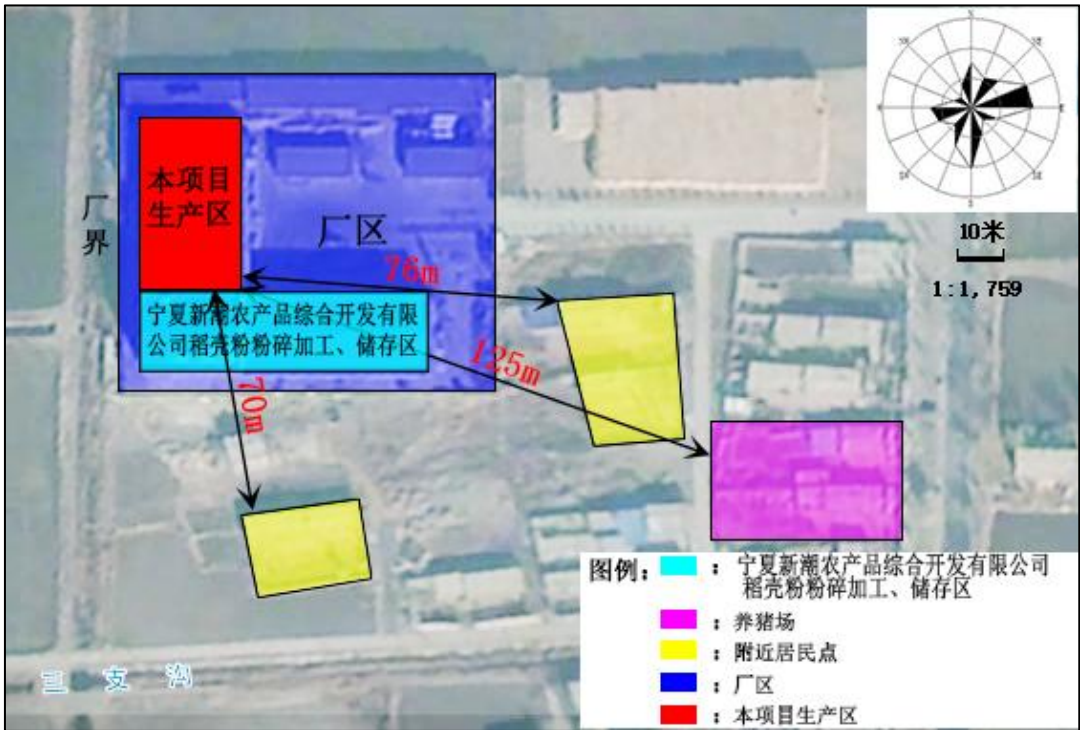 本项目
生产区
厂
界
厂区
76m
宁夏新潮农产品综合开发有限
公司稻壳粉粉碎加工、储存区
125m
70m
N
E
S
10米
1:1,759
图例：
：宁夏新潮农产品综合开发有限公司
稻壳粉粉碎加工、储存区
：养猪场
：附近居民点
：厂区
：本项目生产区
三 支 沟